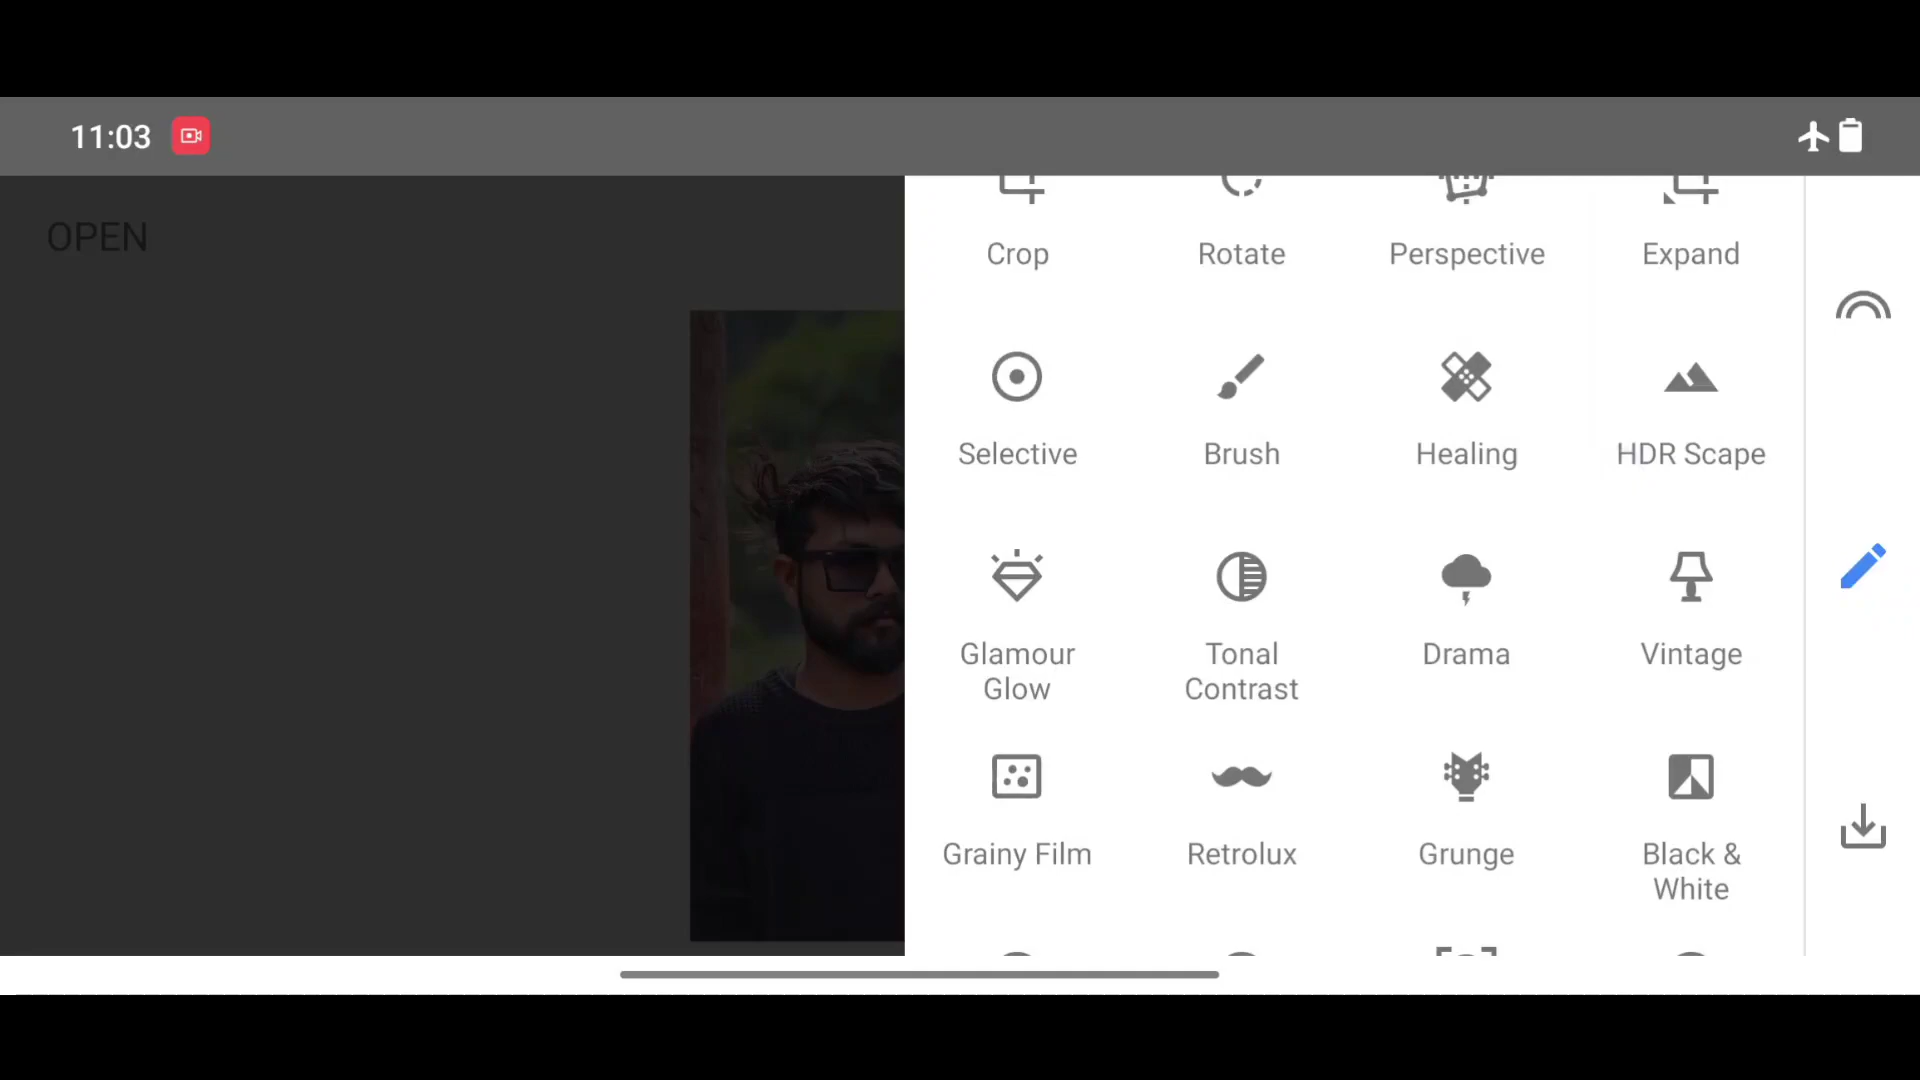 11:03
OPEN
Crop
Rotate
Perspective
Expand
Selective
Brush
Healing
HDR Scape
Glamour
Glow
Tonal
Contrast
Drama
Vintage
Grainy Film
Retrolux
Grunge
Black &
White